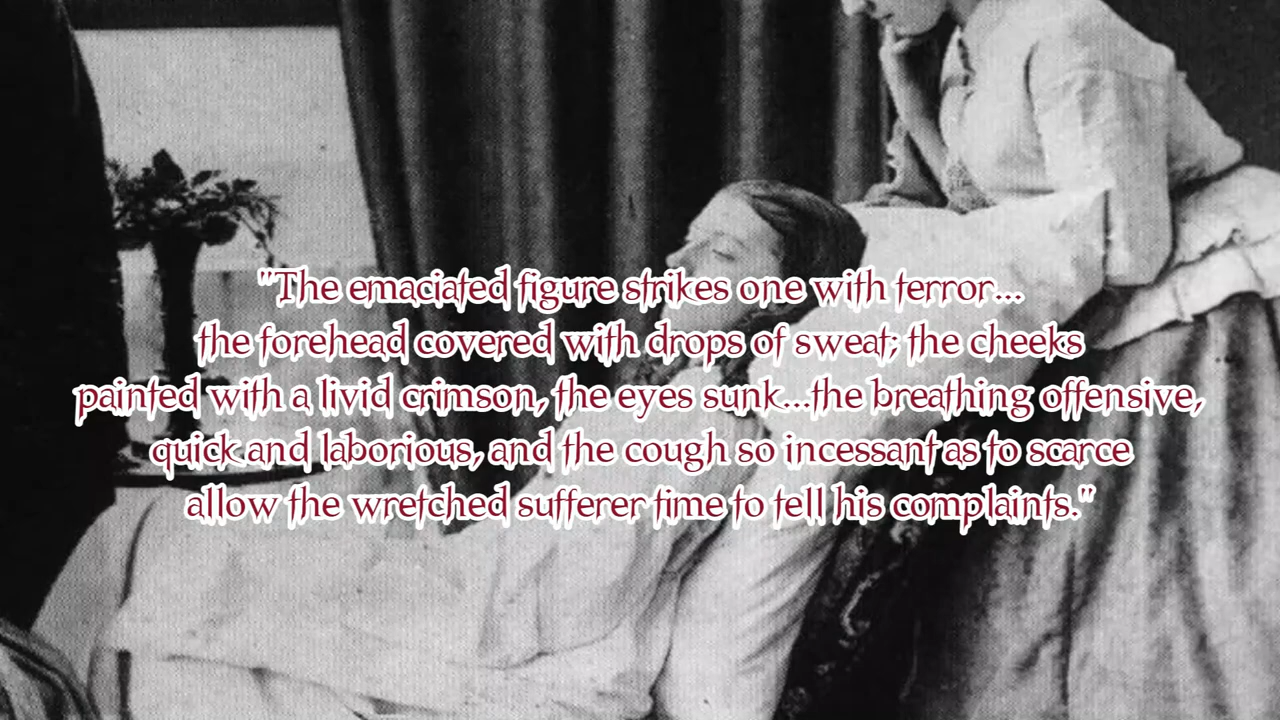 "The emaciated figure strikes one with terror...
the forehead covered with drops of sweat; the cheeks
painted with a livid crimson, the eyes sunk...the breathing offensive,
quick and laborious, and the cough so incessant as to scarce
allow the wretched sufferer time to tell his complaints."